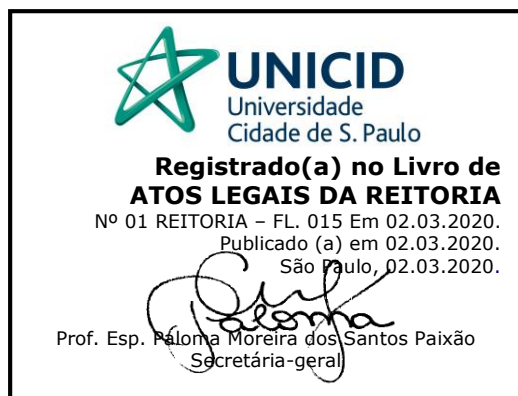 UNICID
Universidade
Cidade de S. Paulo
Registrado(a) no Livro de
ATOS LEGAIS DA REITORIA
Nº 01 REITORIA – FL. 015 Em 02.03.2020.
Publicado (a) em 02.03.2020.
São Paulo, 02.03.2020.
Paloma
Prof. Esp. Paloma Moreira dos Santos Paixão
Secretária-geral